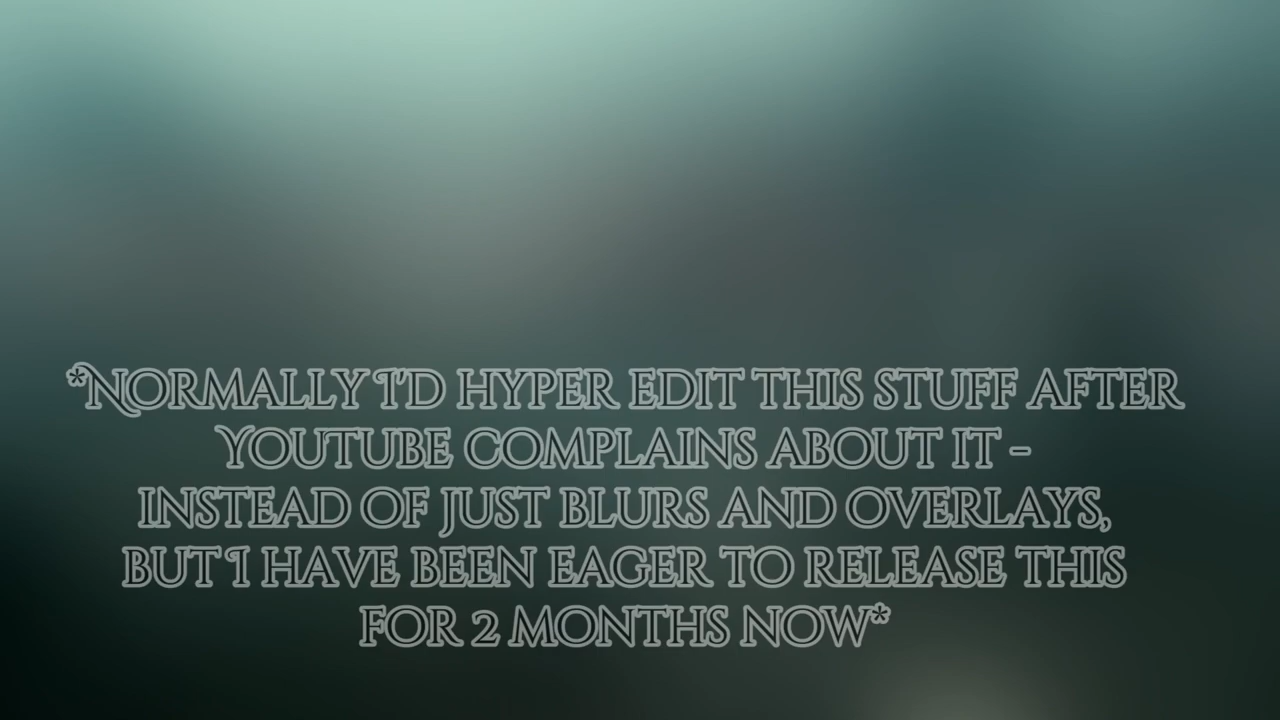 *Normally I'd hyper edit this stuff after
YouTube complains about it -
instead of just blurs and overlays,
but I have been eager to release this
for 2 months now*